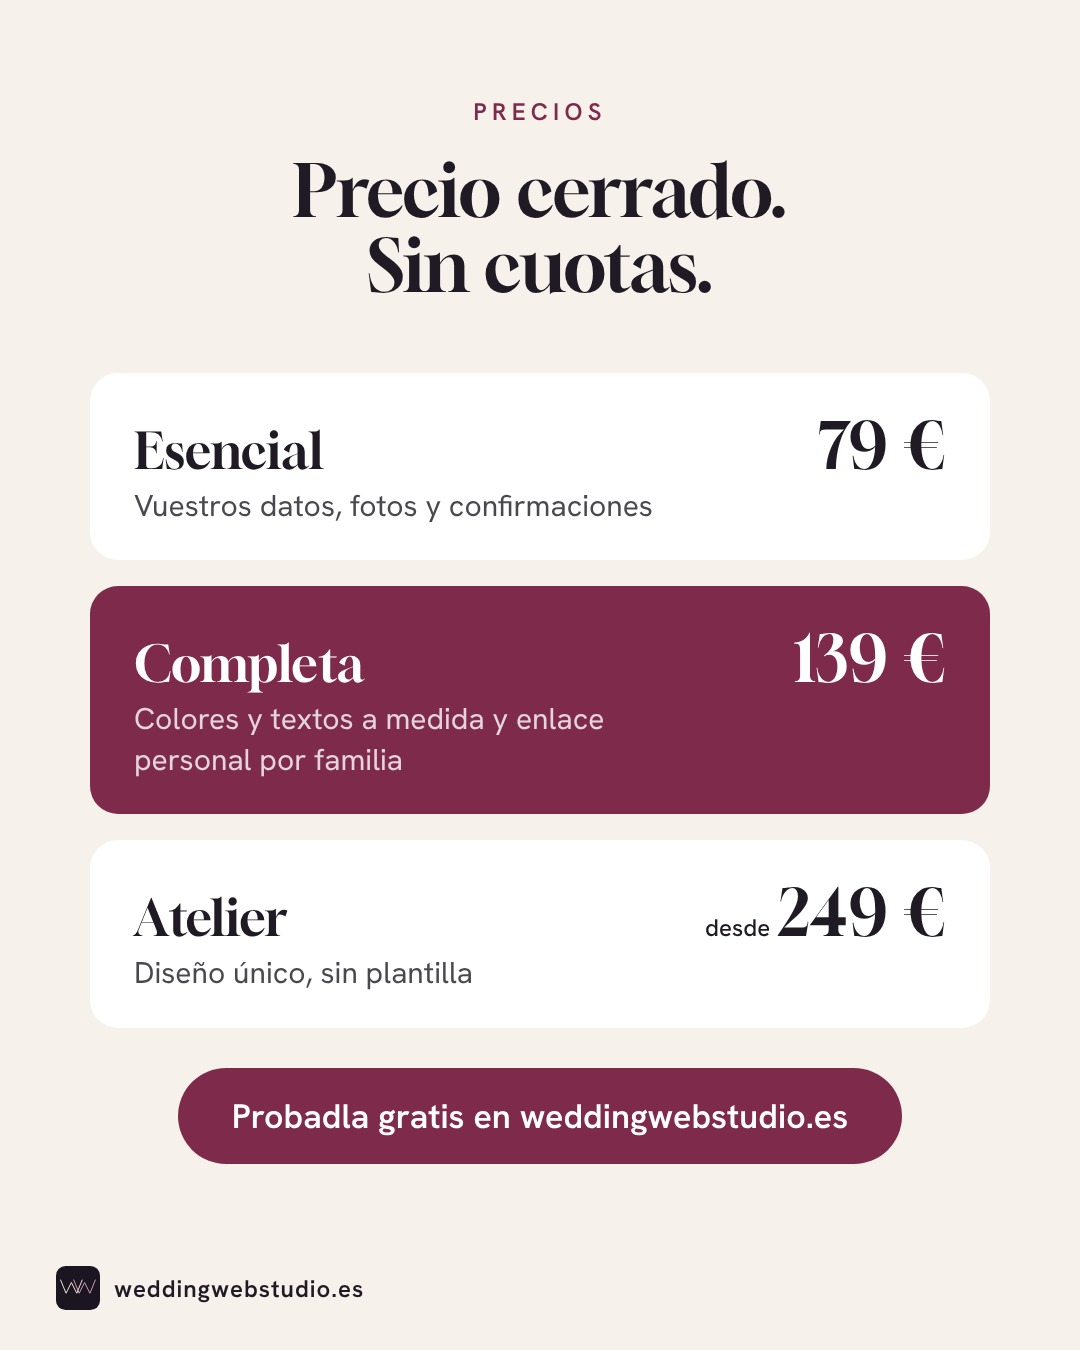 PRECIOS
Precio cerrado.
Sin cuotas.
Esencial
79 €
Vuestros datos, fotos y confirmaciones
Completa
139 €
Colores y textos a medida y enlace
personal por familia
Atelier
desde 249 €
Diseño único, sin plantilla
Probadla gratis en weddingwebstudio.es
W weddingwebstudio.es